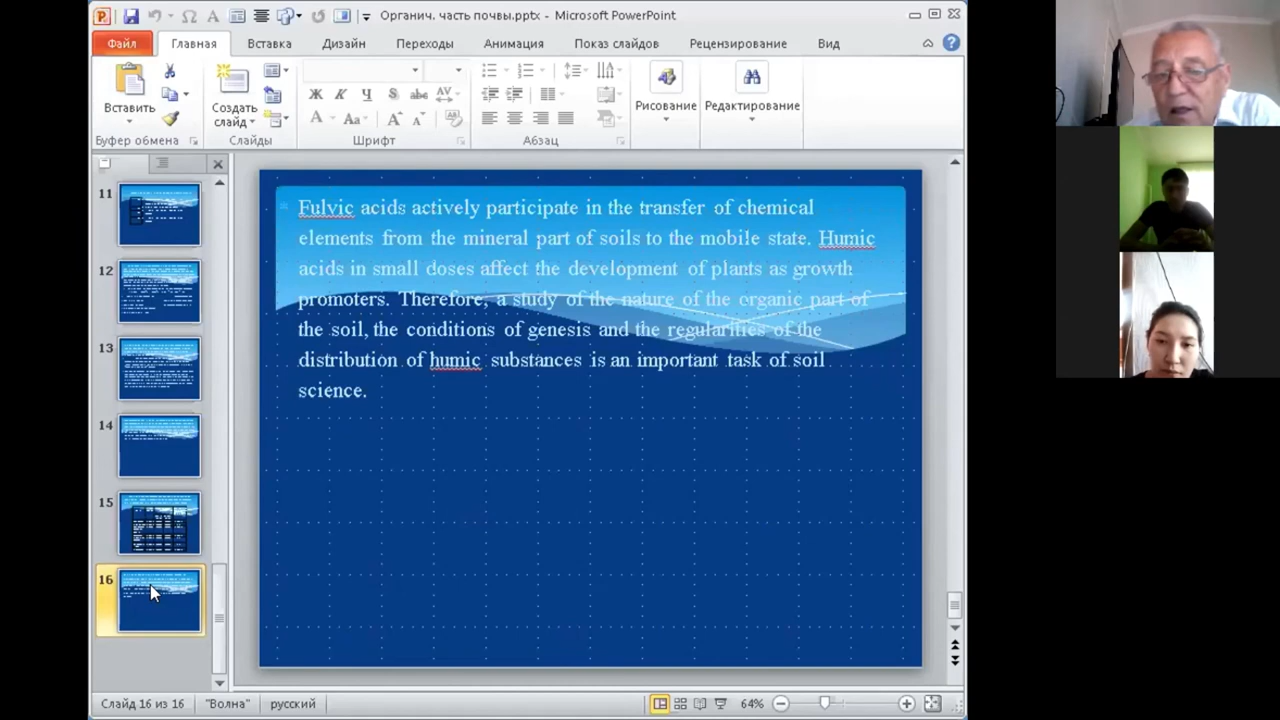 Органич. часть почвы.pptx - Microsoft PowerPoint
Файл Главная Вставка Дизайн Переходы Анимация Показ слайдов Рецензирование Вид
Вставить
Создать слайд
Ж К Ч S abc AV
A Aa A A
Рисование
Редактирование
Буфер обмена Слайды Шрифт Абзац
11
12
13
14
15
16
Fulvic acids actively participate in the transfer of chemical
elements from the mineral part of soils to the mobile state. Humic
acids in small doses affect the development of plants as growth
promoters. Therefore, a study of the nature of the organic part of
the soil, the conditions of genesis and the regularities of the
distribution of humic substances is an important task of soil
science.
Слайд 16 из 16 "Волна" русский 64%